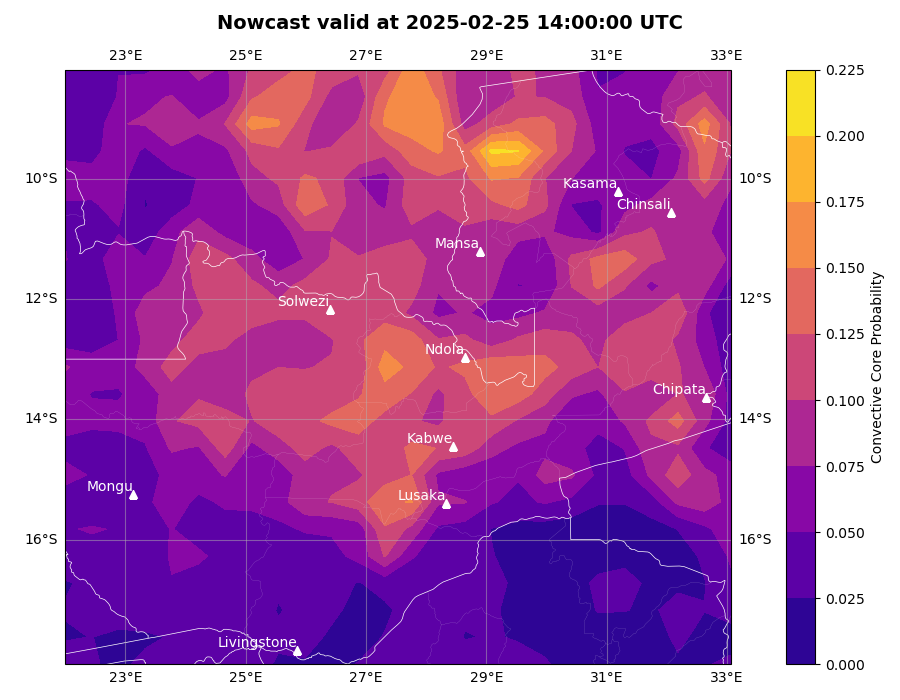 Nowcast valid at 2025-02-25 14:00:00 UTC
23°E 25°E 27°E 29°E 31°E 33°E
0.225
0.200
10°S Kasama 10°S
Chinsali
0.175
Mansa
0.150
12°S Solwezi 12°S
0.125
Ndola
Chipata
0.100
14°S 14°S
Kabwe
0.075
Mongu Lusaka
0.050
16°S 16°S
0.025
Livingstone
0.000
Convective Core Probability
23°E 25°E 27°E 29°E 31°E 33°E